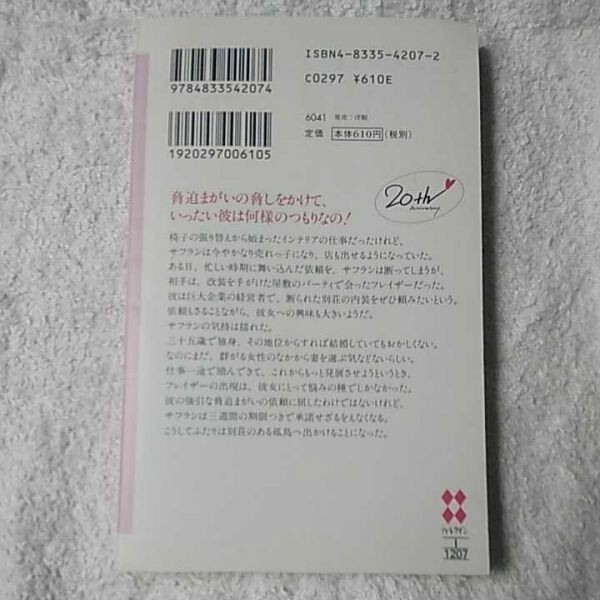 ISBN4-8335-4207-2
C0297 ¥610E
9784833542074
6041 発売:洋販
定価 本体610円(税別)
1920297006105
20th
Anniversary
脅迫まがいの脅しをかけて、
いったい彼は何様のつもりなの!
椅子の張り替えから始まったインテリアの仕事だったけれど、
サフランは今やかなり売れっ子になり、店も出せるようになっていた。
ある日、忙しい時期に舞い込んだ依頼を、サフランは断ってしまうが、
相手は、改装を手がけた屋敷のパーティで会ったフレイザーだった。
彼は巨大企業の経営者で、断られた別荘の内装をぜひ頼みたいという。
依頼もさることながら、彼女への興味も大きいようだ。
サフランの気持は揺れた。
三十五歳で独身、その地位からすれば結婚していてもおかしくない。
なのにまだ、群がる女性のなかから妻を選ぶ気などないらしい。
仕事一途で励んできて、これからもっと発展させようというとき、
フレイザーの出現は、彼女にとって悩みの種でしかなかった。
彼の強引な脅迫まがいの依頼に屈したわけではないけれど、
サフランは三週間の期限つきで承諾せざるをえなくなる。
こうしてふたりは別荘のある孤島へ出かけることになった。
ハーレクイン
I
1207